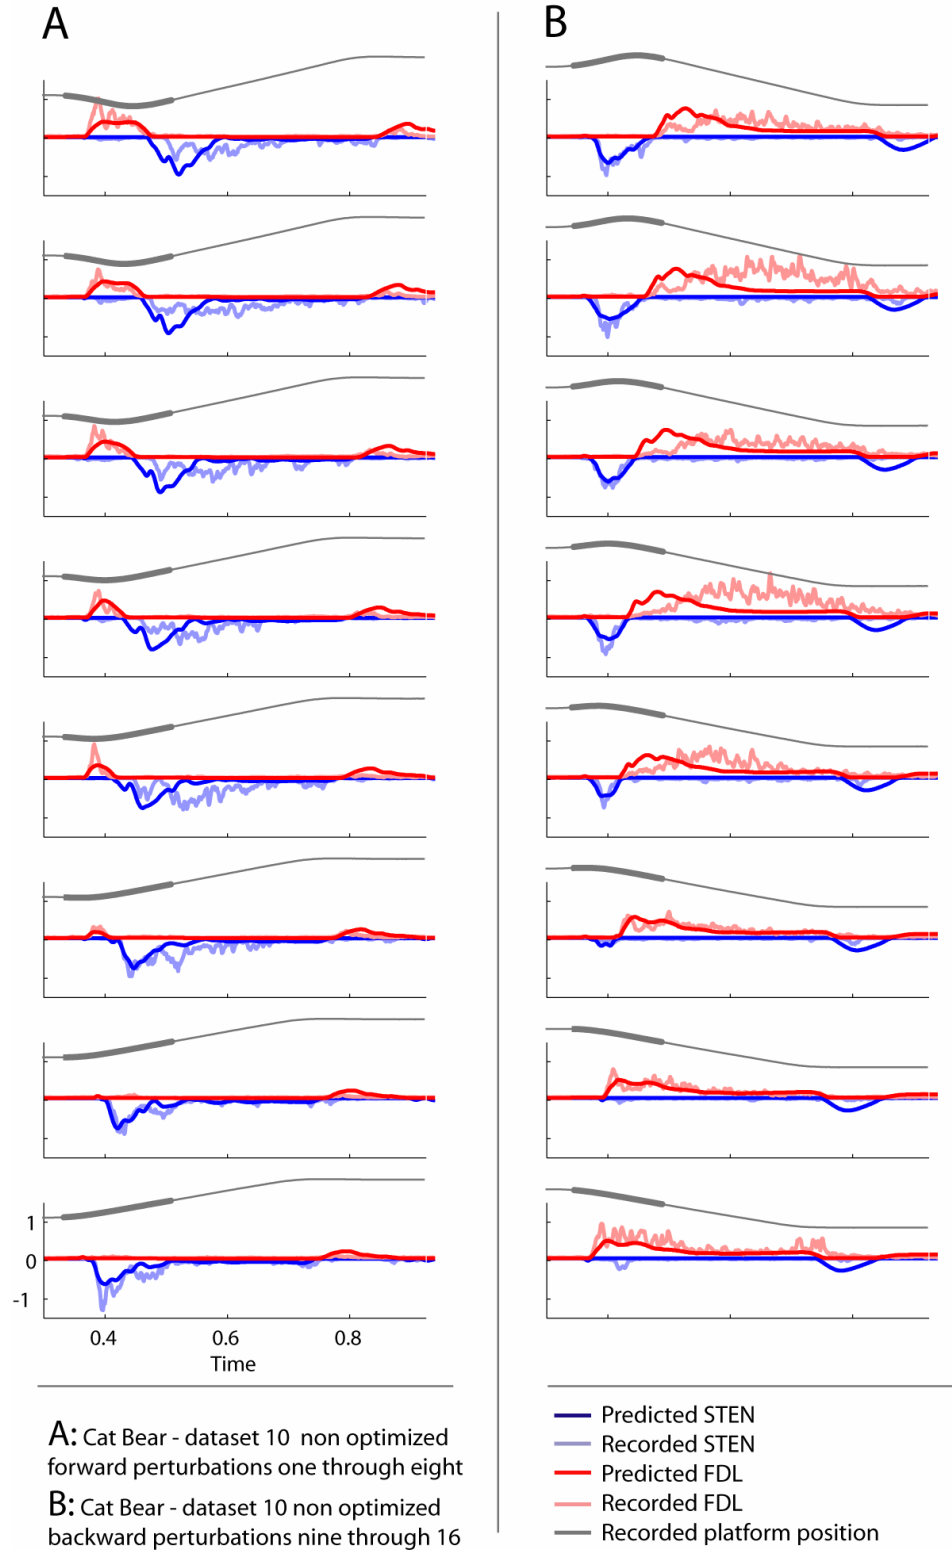 A
B
1
0
-1
0.4 0.6 0.8
Time
A: Cat Bear - dataset 10 non optimized
forward perturbations one through eight
B: Cat Bear - dataset 10 non optimized
backward perturbations nine through 16
Predicted STEN
Recorded STEN
Predicted FDL
Recorded FDL
Recorded platform position